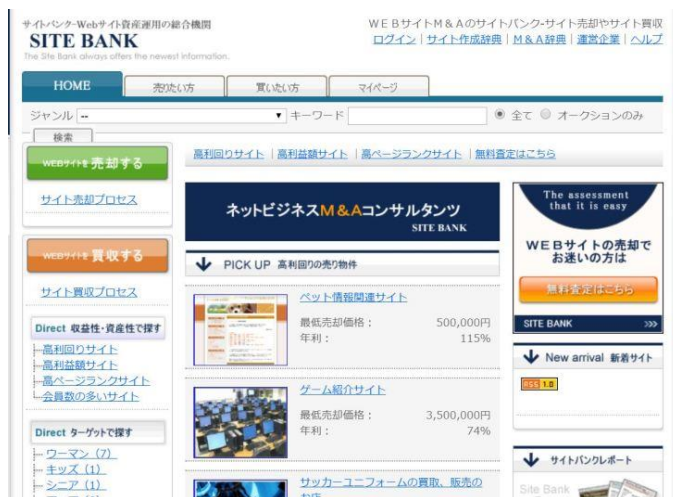 サイトバンク-Webサイト資産運用の総合機関
SITE BANK
The Site Bank always offers the newest information.
WEBサイトM&Aのサイトバンク-サイト売却やサイト買収
ログイン | サイト作成辞典 | M&A辞典 | 運営企業 | ヘルプ
HOME
売りたい方
買いたい方
マイページ
ジャンル --
キーワード
全て
オークションのみ
検索
WEBサイトを 売却する
サイト売却プロセス
WEBサイトを 買収する
サイト買収プロセス
Direct 収益性・資産性で探す
高利回りサイト
高利益額サイト
高ページランクサイト
会員数の多いサイト
Direct ターゲットで探す
ウーマン (7)
キッズ (1)
シニア (1)
高利回りサイト | 高利益額サイト | 高ページランクサイト | 無料査定はこちら
ネットビジネスM&Aコンサルタンツ
SITE BANK
PICK UP 高利回りの売り物件
ペット情報関連サイト
最低売却価格: 500,000円
年利: 115%
ゲーム紹介サイト
最低売却価格: 3,500,000円
年利: 74%
サッカーユニフォームの買取、販売の
The assessment
that it is easy
WEBサイトの売却で
お迷いの方は
無料査定はこちら
SITE BANK >>>
New arrival 新着サイト
RSS 1.0
サイトバンクレポート
Site Bank